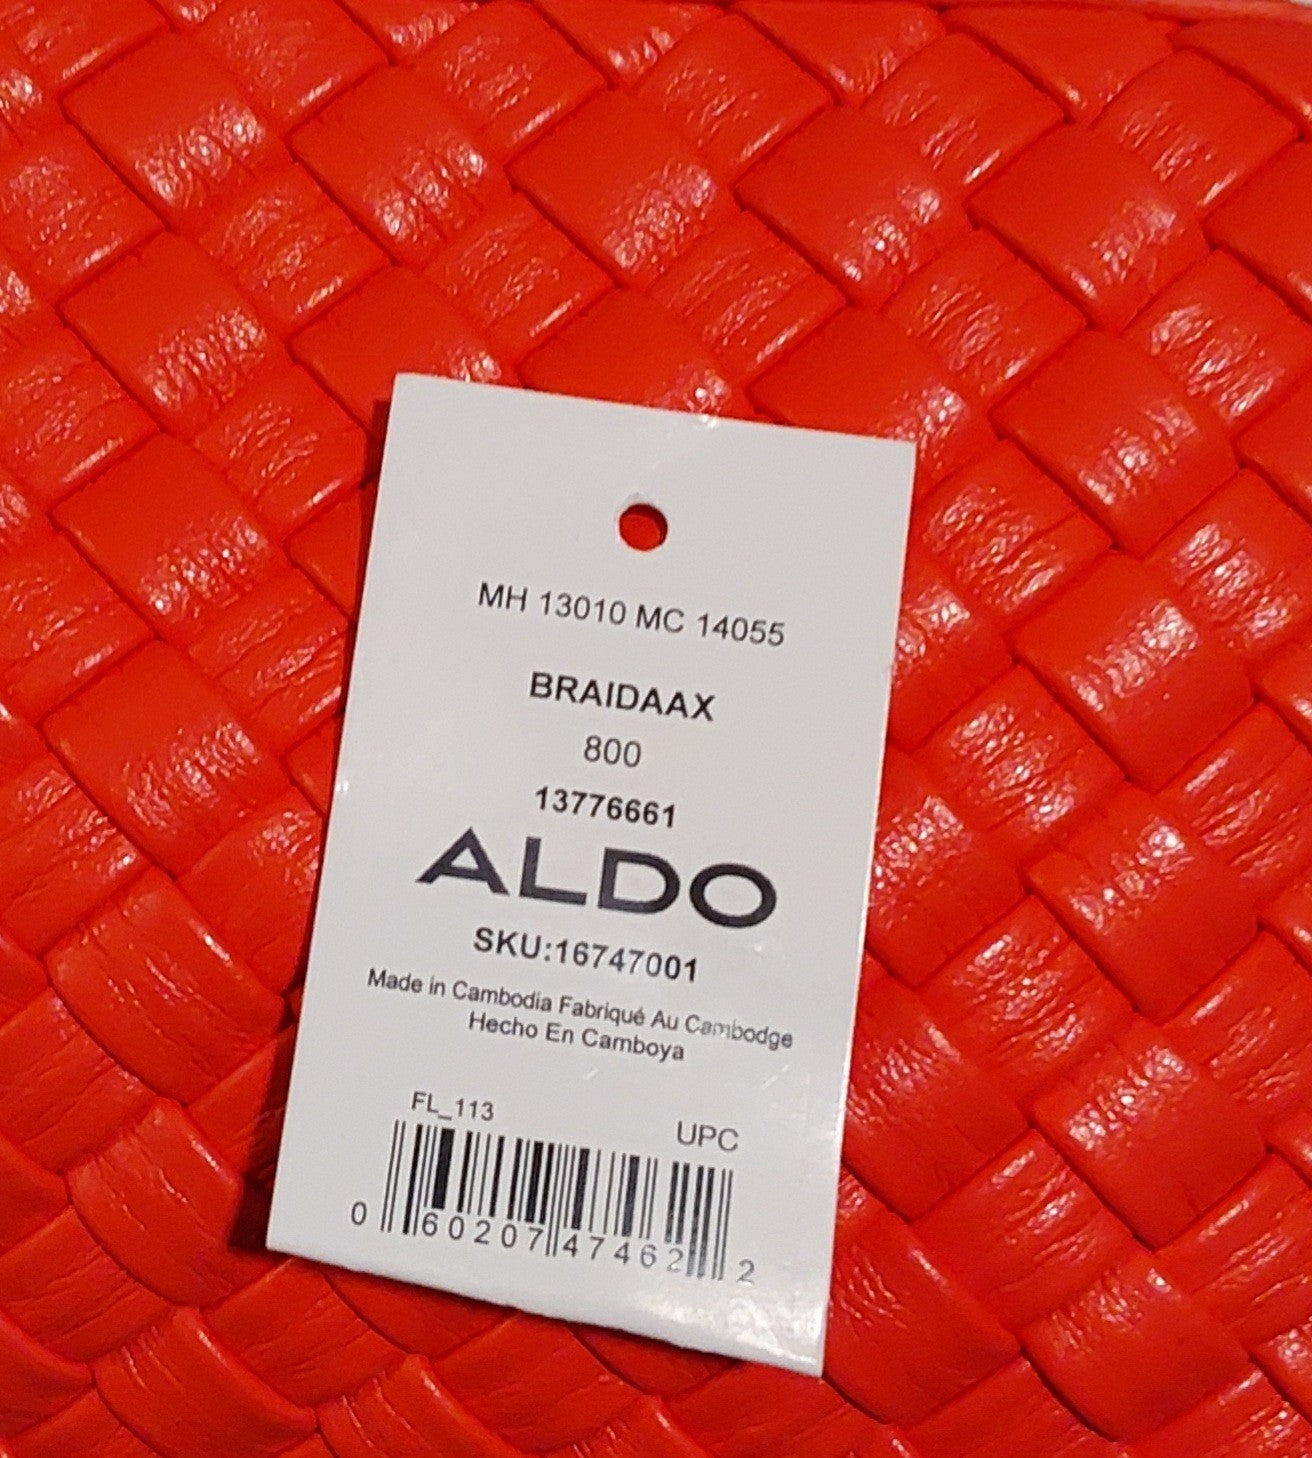 MH 13010 MC 14055
BRAIDAAX
800
13776661
ALDO
SKU:16747001
Made in Cambodia Fabriqué Au Cambodge
Hecho En Camboya
FL_113
UPC
0 60207 47462 2